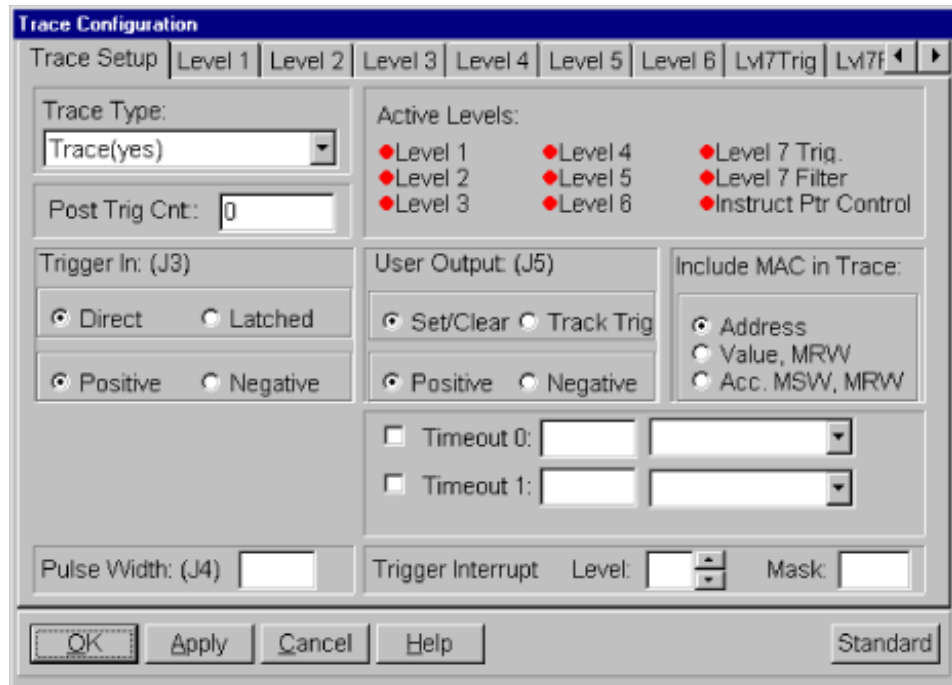 Trace Configuration
Trace Setup Level 1 Level 2 Level 3 Level 4 Level 5 Level 6 Lvl7Trig Lvl7F
Trace Type:
Trace(yes)
Post Trig Cnt:: 0
Active Levels:
Level 1 Level 4 Level 7 Trig.
Level 2 Level 5 Level 7 Filter
Level 3 Level 6 Instruct Ptr Control
Trigger In: (J3)
Direct Latched
Positive Negative
User Output: (J5)
Set/Clear Track Trig
Positive Negative
Include MAC in Trace:
Address
Value, MRW
Acc. MSW, MRW
Timeout 0:
Timeout 1:
Pulse Width: (J4)
Trigger Interrupt Level: Mask:
OK Apply Cancel Help Standard